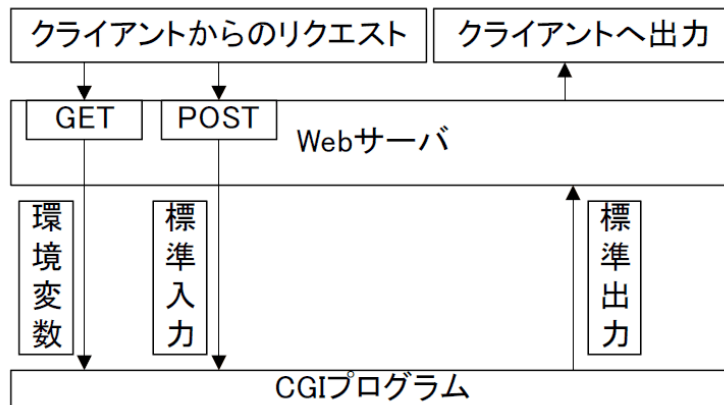 クライアントからのリクエスト
クライアントへ出力
GET
POST
Webサーバ
環境変数
標準入力
標準出力
CGIプログラム